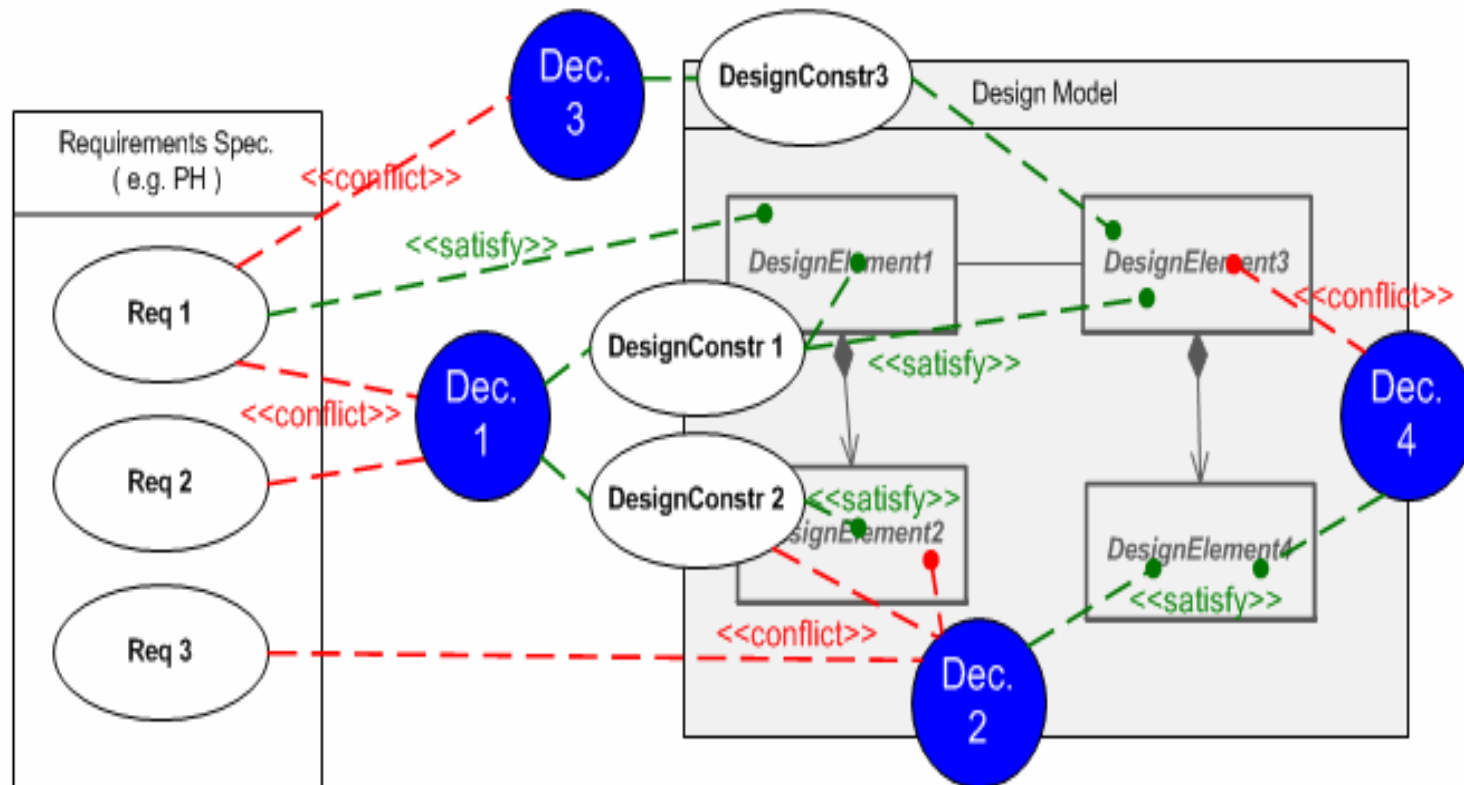 Dec.
3
DesignConstr3
Design Model
Requirements Spec.
( e.g. PH )
<<conflict>>
<<satisfy>>
DesignElement1
DesignElement3
<<conflict>>
Req 1
DesignConstr 1
<<satisfy>>
Dec.
1
<<conflict>>
Dec.
4
Req 2
DesignConstr 2
<<satisfy>>
signElement2
DesignElement4
<<satisfy>>
Req 3
<<conflict>>
Dec.
2